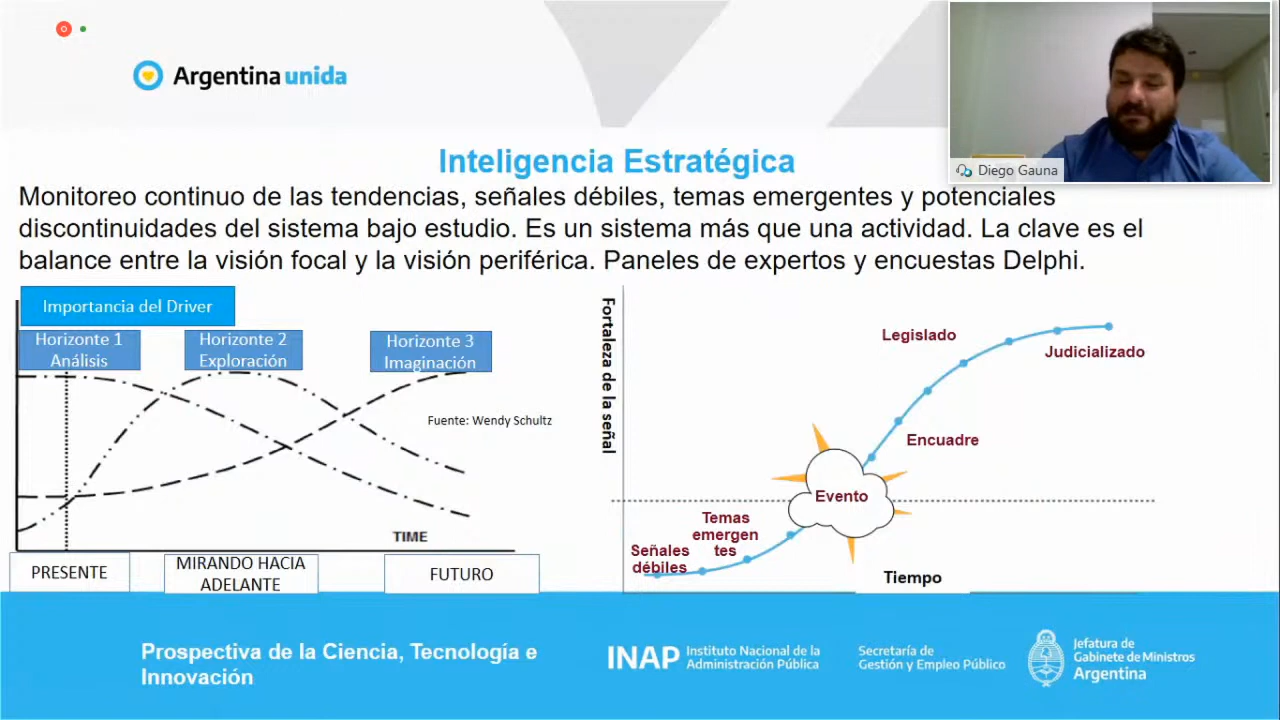 Argentina unida
Diego Gauna
Inteligencia Estratégica
Monitoreo continuo de las tendencias, señales débiles, temas emergentes y potenciales
discontinuidades del sistema bajo estudio. Es un sistema más que una actividad. La clave es el
balance entre la visión focal y la visión periférica. Paneles de expertos y encuestas Delphi.
Importancia del Driver
Horizonte 1
Análisis
Horizonte 2
Exploración
Horizonte 3
Imaginación
Fuente: Wendy Schultz
TIME
PRESENTE
MIRANDO HACIA
ADELANTE
FUTURO
Fortaleza de la señal
Legislado
Judicializado
Encuadre
Evento
Temas
emergen
tes
Señales
débiles
Tiempo
Prospectiva de la Ciencia, Tecnología e
Innovación
INAP
Instituto Nacional de la
Administración Pública
Secretaría de
Gestión y Empleo Público
Jefatura de
Gabinete de Ministros
Argentina